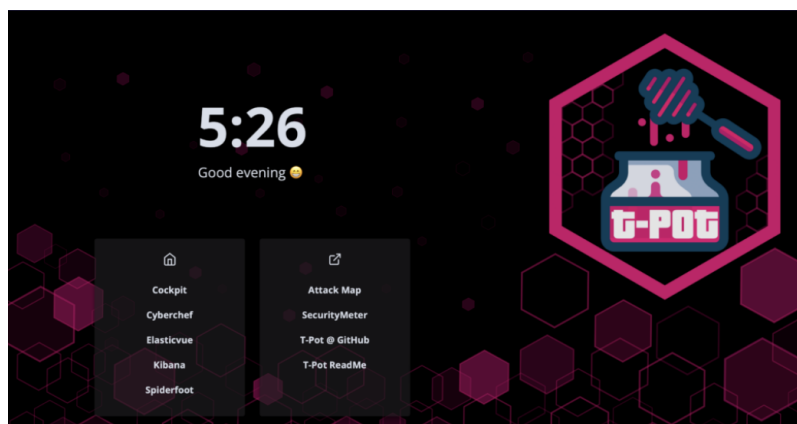 5:26
Good evening 😁
Cockpit
Cyberchef
Elasticvue
Kibana
Spiderfoot
Attack Map
SecurityMeter
T-Pot @ GitHub
T-Pot ReadMe
t-POt